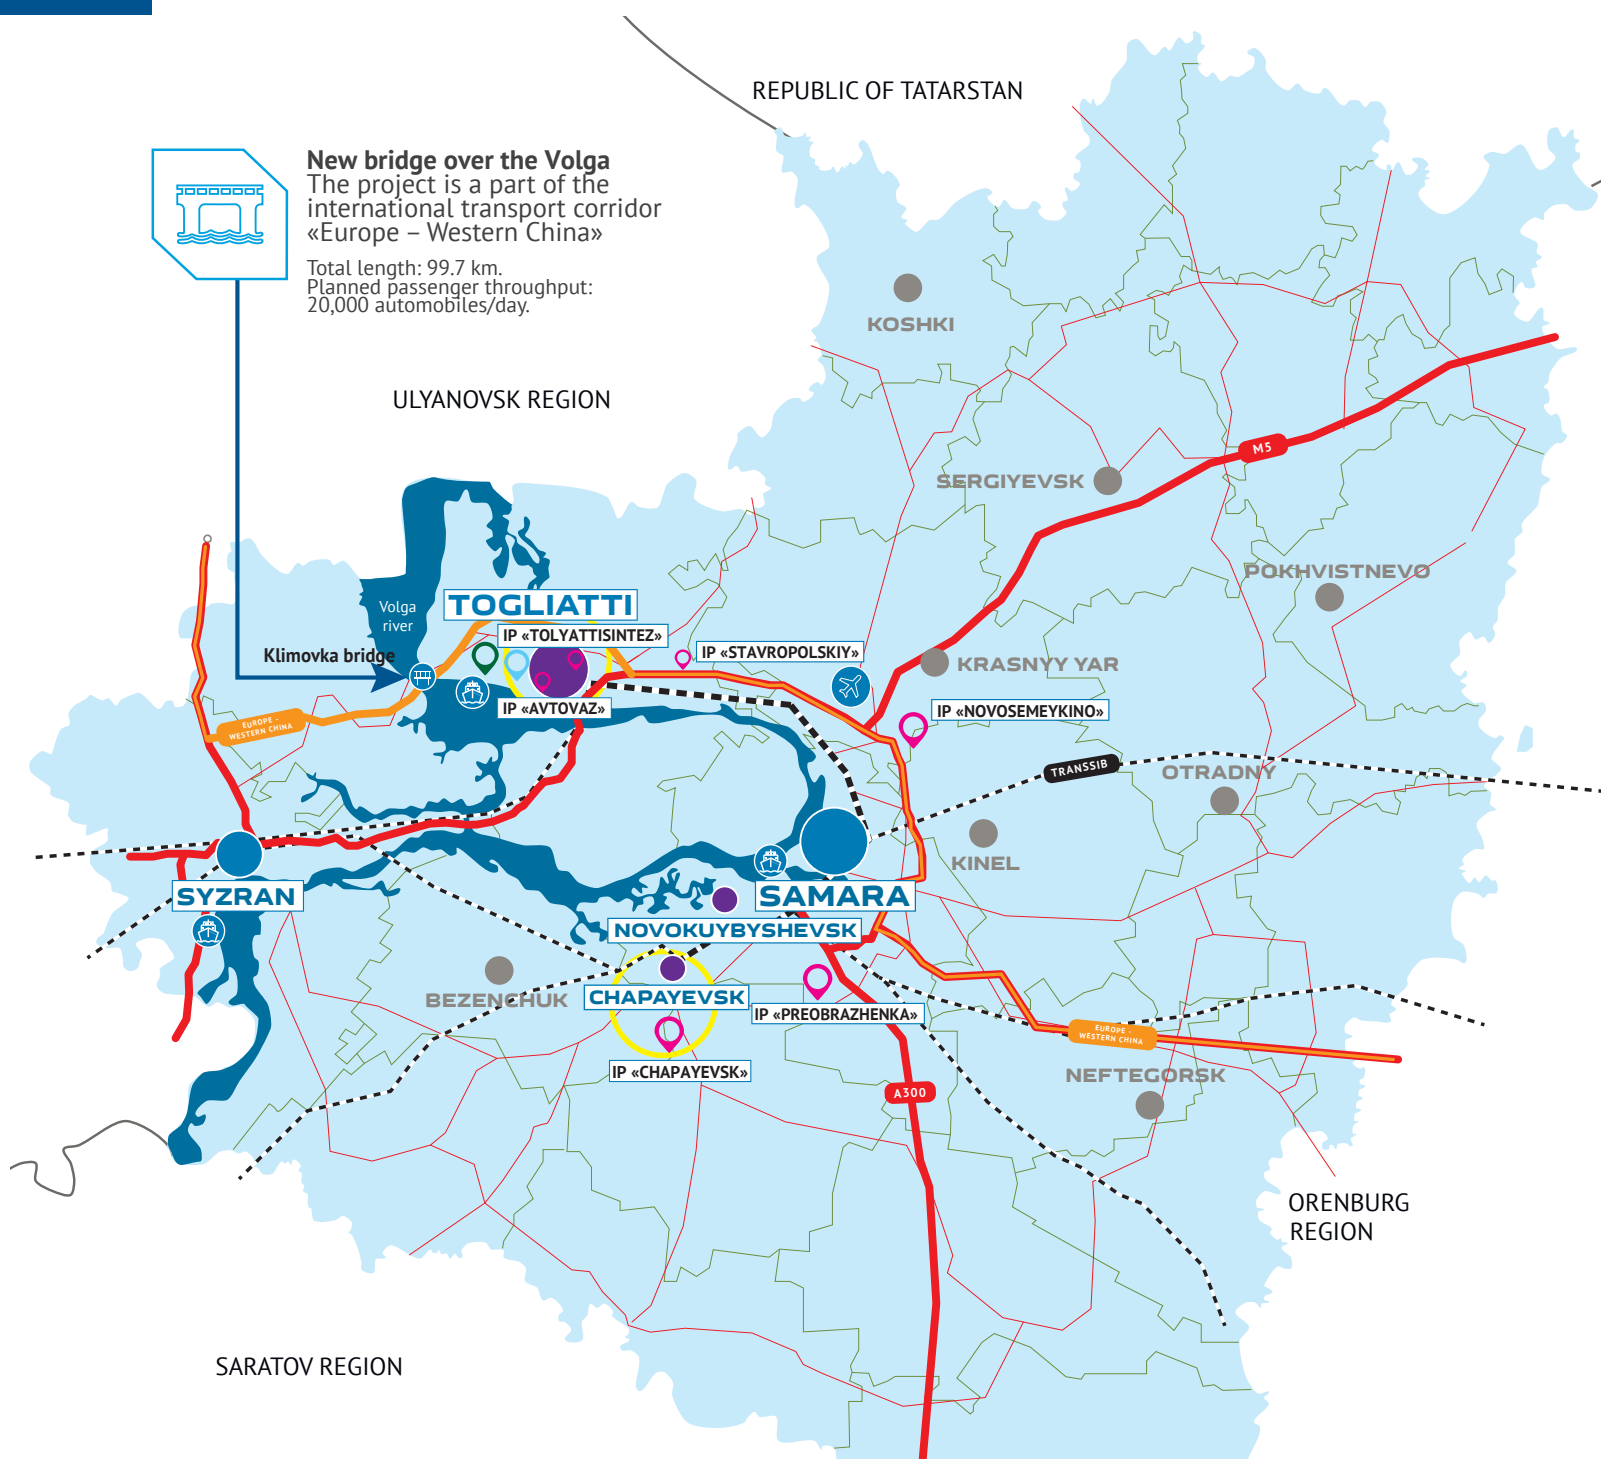 REPUBLIC OF TATARSTAN
New bridge over the Volga
The project is a part of the
international transport corridor
«Europe – Western China»
Total length: 99.7 km.
Planned passenger throughput:
20,000 automobiles/day.
KOSHKI
ULYANOVSK REGION
M5
SERGIYEVSK
POKHVISTNEVO
Volga
river
TOGLIATTI
IP «TOLYATTISINTEZ»
IP «STAVROPOLSKIY»
Klimovka bridge
KRASNYY YAR
IP «AVTOVAZ»
IP «NOVOSEMEYKINO»
EUROPE -
WESTERN CHINA
TRANSSIB
OTRADNY
KINEL
SYZRAN
SAMARA
NOVOKUYBYSHEVSK
BEZENCHUK
CHAPAYEVSK
IP «PREOBRAZHENKA»
EUROPE -
WESTERN CHINA
IP «CHAPAYEVSK»
NEFTEGORSK
A300
ORENBURG
REGION
SARATOV REGION